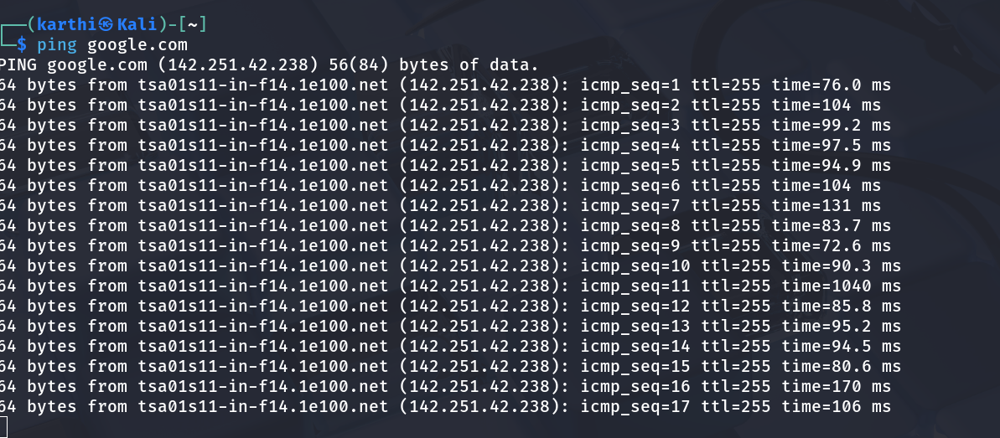 ┌──(karthi㉿Kali)-[~]
└─$ ping google.com
PING google.com (142.251.42.238) 56(84) bytes of data.
64 bytes from tsa01s11-in-f14.1e100.net (142.251.42.238): icmp_seq=1 ttl=255 time=76.0 ms
64 bytes from tsa01s11-in-f14.1e100.net (142.251.42.238): icmp_seq=2 ttl=255 time=104 ms
64 bytes from tsa01s11-in-f14.1e100.net (142.251.42.238): icmp_seq=3 ttl=255 time=99.2 ms
64 bytes from tsa01s11-in-f14.1e100.net (142.251.42.238): icmp_seq=4 ttl=255 time=97.5 ms
64 bytes from tsa01s11-in-f14.1e100.net (142.251.42.238): icmp_seq=5 ttl=255 time=94.9 ms
64 bytes from tsa01s11-in-f14.1e100.net (142.251.42.238): icmp_seq=6 ttl=255 time=104 ms
64 bytes from tsa01s11-in-f14.1e100.net (142.251.42.238): icmp_seq=7 ttl=255 time=131 ms
64 bytes from tsa01s11-in-f14.1e100.net (142.251.42.238): icmp_seq=8 ttl=255 time=83.7 ms
64 bytes from tsa01s11-in-f14.1e100.net (142.251.42.238): icmp_seq=9 ttl=255 time=72.6 ms
64 bytes from tsa01s11-in-f14.1e100.net (142.251.42.238): icmp_seq=10 ttl=255 time=90.3 ms
64 bytes from tsa01s11-in-f14.1e100.net (142.251.42.238): icmp_seq=11 ttl=255 time=1040 ms
64 bytes from tsa01s11-in-f14.1e100.net (142.251.42.238): icmp_seq=12 ttl=255 time=85.8 ms
64 bytes from tsa01s11-in-f14.1e100.net (142.251.42.238): icmp_seq=13 ttl=255 time=95.2 ms
64 bytes from tsa01s11-in-f14.1e100.net (142.251.42.238): icmp_seq=14 ttl=255 time=94.5 ms
64 bytes from tsa01s11-in-f14.1e100.net (142.251.42.238): icmp_seq=15 ttl=255 time=80.6 ms
64 bytes from tsa01s11-in-f14.1e100.net (142.251.42.238): icmp_seq=16 ttl=255 time=170 ms
64 bytes from tsa01s11-in-f14.1e100.net (142.251.42.238): icmp_seq=17 ttl=255 time=106 ms